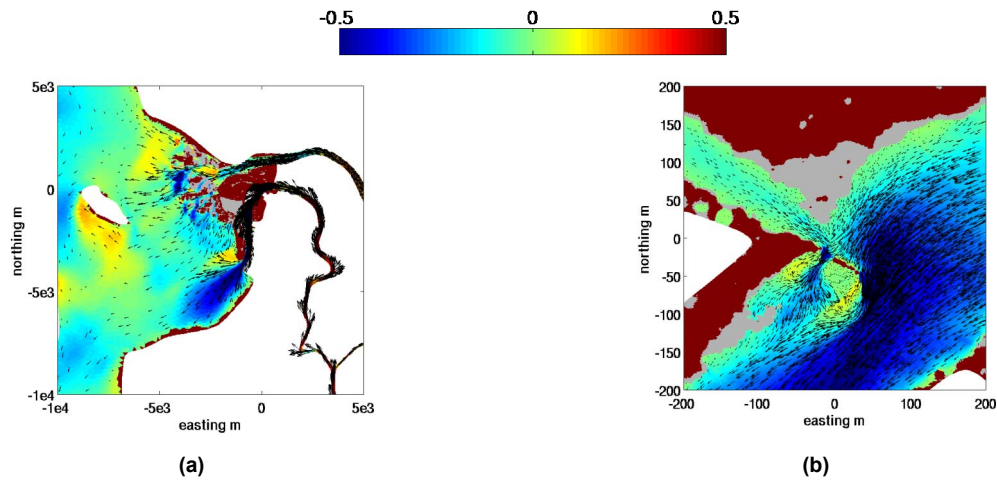 -0.5 0 0.5
5e3
0
-5e3
-1e4
northing m
-1e4 -5e3 0 5e3
easting m
(a)
200
150
100
50
0
-50
-100
-150
-200
northing m
-200 -100 0 100 200
easting m
(b)